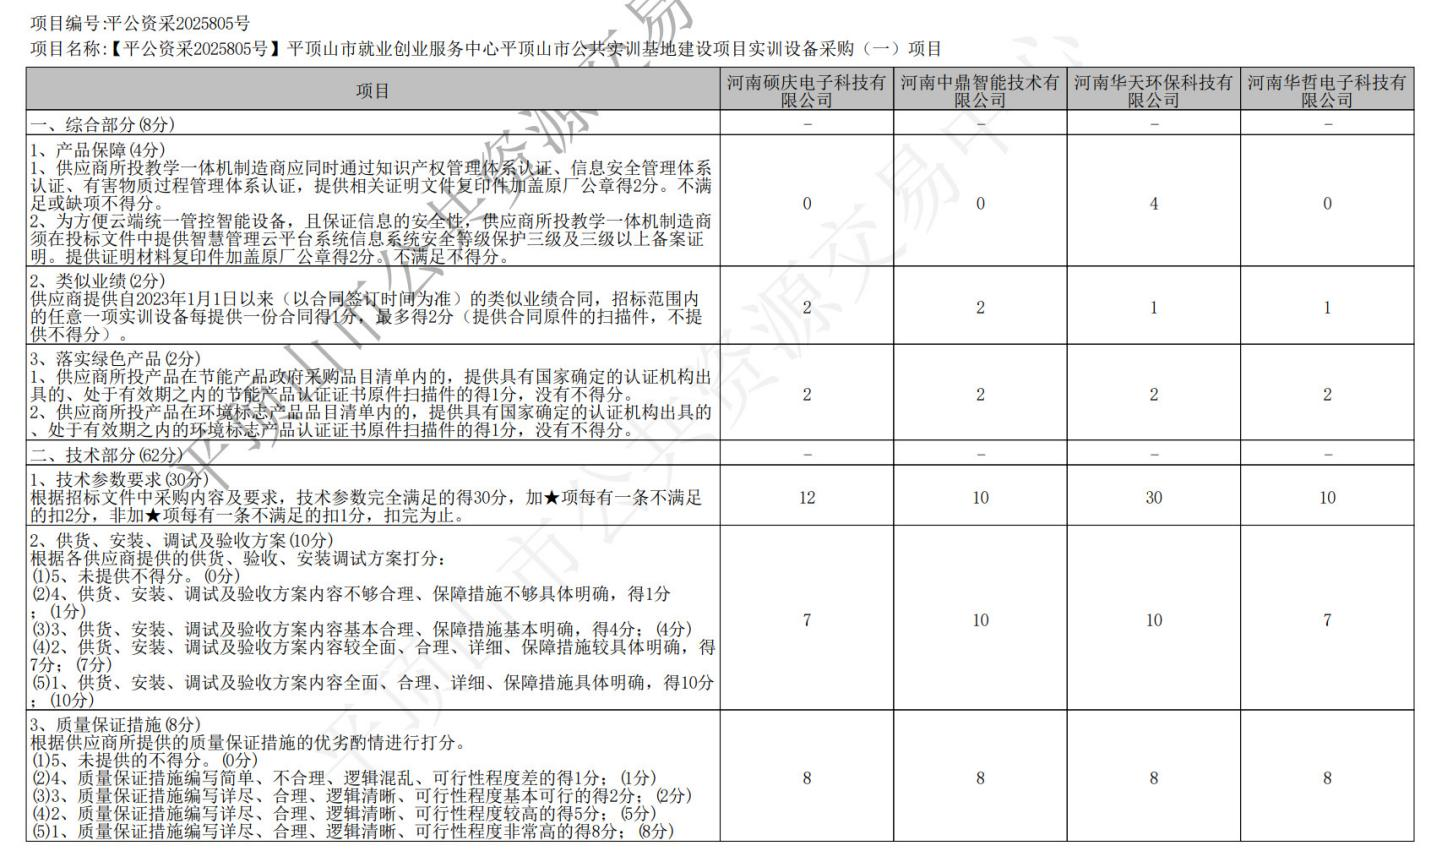 项目编号:平公资采2025805号
项目名称:【平公资采2025805号】平顶山市就业创业服务中心平顶山市公共实训基地建设项目实训设备采购（一）项目
项目
河南硕庆电子科技有
限公司
河南中鼎智能技术有
限公司
河南华天环保科技有
限公司
河南华哲电子科技有
限公司
一、综合部分(8分)
-
-
-
-
1、产品保障(4分)
1、供应商所投教学一体机制造商应同时通过知识产权管理体系认证、信息安全管理体系
认证、有害物质过程管理体系认证，提供相关证明文件复印件加盖原厂公章得2分。不满
足或缺项不得分。
2、为方便云端统一管控智能设备，且保证信息的安全性，供应商所投教学一体机制造商
须在投标文件中提供智慧管理云平台系统信息系统安全等级保护三级及三级以上备案证
明。提供证明材料复印件加盖原厂公章得2分。不满足不得分。
0
0
4
0
2、类似业绩(2分)
供应商提供自2023年1月1日以来（以合同签订时间为准）的类似业绩合同，招标范围内
的任意一项实训设备每提供一份合同得1分，最多得2分（提供合同原件的扫描件，不提
供不得分）。
2
2
1
1
3、落实绿色产品(2分)
1、供应商所投产品在节能产品政府采购品目清单内的，提供具有国家确定的认证机构出
具的、处于有效期之内的节能产品认证证书原件扫描件的得1分，没有不得分。
2、供应商所投产品在环境标志产品品目清单内的，提供具有国家确定的认证机构出具的
、处于有效期之内的环境标志产品认证证书原件扫描件的得1分，没有不得分。
2
2
2
2
二、技术部分(62分)
-
-
-
-
1、技术参数要求(30分)
根据招标文件中采购内容及要求，技术参数完全满足的得30分，加★项每有一条不满足
的扣2分，非加★项每有一条不满足的扣1分，扣完为止。
12
10
30
10
2、供货、安装、调试及验收方案(10分)
根据各供应商提供的供货、验收、安装调试方案打分：
(1)5、未提供不得分。(0分)
(2)4、供货、安装、调试及验收方案内容不够合理、保障措施不够具体明确，得1分
；(1分)
(3)3、供货、安装、调试及验收方案内容基本合理、保障措施基本明确，得4分；(4分)
(4)2、供货、安装、调试及验收方案内容较全面、合理、详细、保障措施较具体明确，得
7分；(7分)
(5)1、供货、安装、调试及验收方案内容全面、合理、详细、保障措施具体明确，得10分
；(10分)
7
10
10
7
3、质量保证措施(8分)
根据供应商所提供的质量保证措施的优劣酌情进行打分。
(1)5、未提供的不得分。(0分)
(2)4、质量保证措施编写简单、不合理、逻辑混乱、可行性程度差的得1分；(1分)
(3)3、质量保证措施编写详尽、合理、逻辑清晰、可行性程度基本可行的得2分；(2分)
(4)2、质量保证措施编写详尽、合理、逻辑清晰、可行性程度较高的得5分；(5分)
(5)1、质量保证措施编写详尽、合理、逻辑清晰、可行性程度非常高的得8分；(8分)
8
8
8
8
平顶山市公共资源交易
平顶山市公共资源交易中心